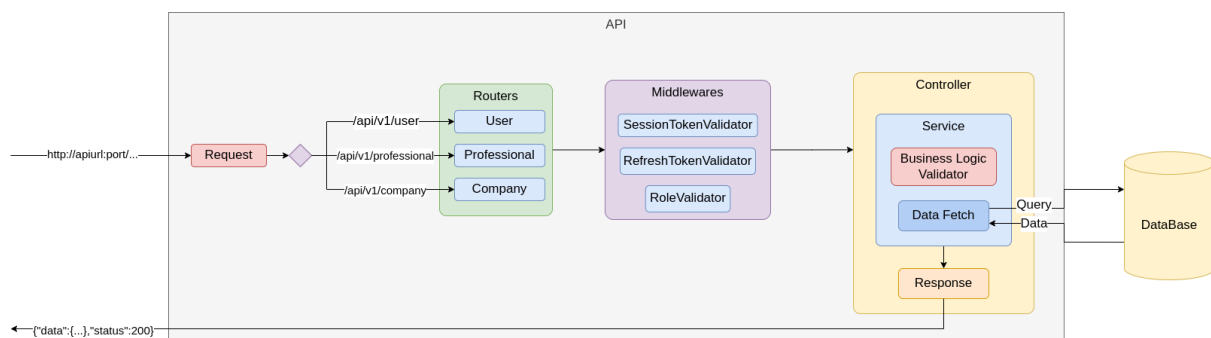 API
Routers
Middlewares
Controller
/api/v1/user
User
SessionTokenValidator
Service
http://apiurl:port/...
Request
/api/v1/professional
Professional
RefreshTokenValidator
Business Logic
Validator
/api/v1/company
Company
RoleValidator
Data Fetch
Query
Data
DataBase
Response
{"data":{...},"status":200}